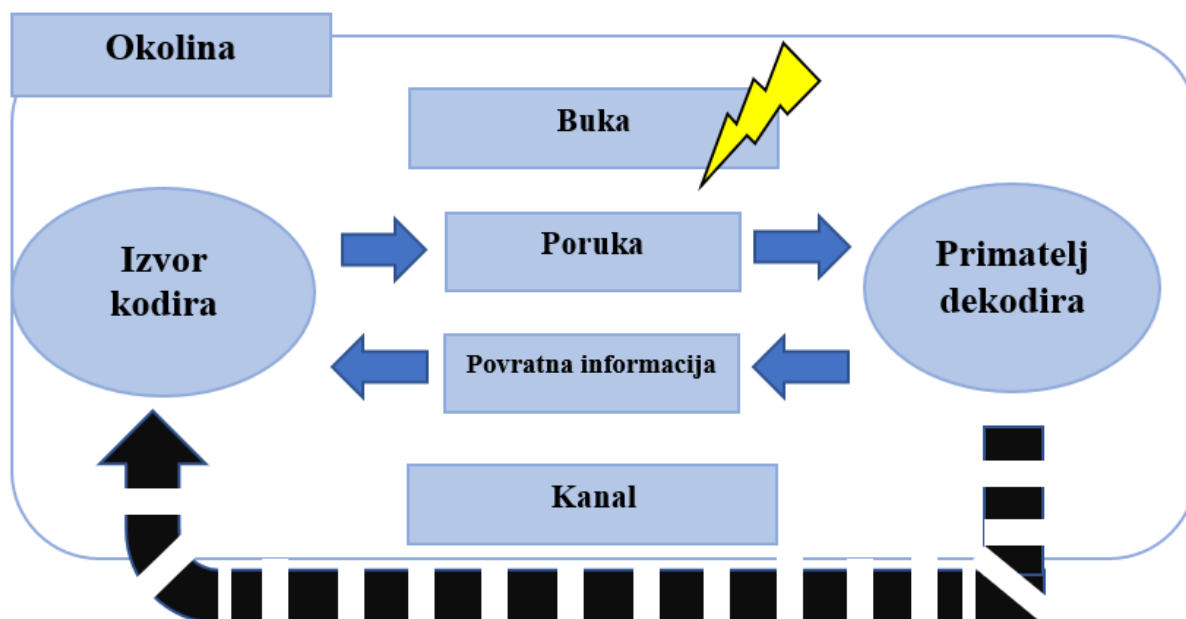 Okolina
Buka
Izvor
kodira
Poruka
Primatelj
dekodira
Povratna informacija
Kanal